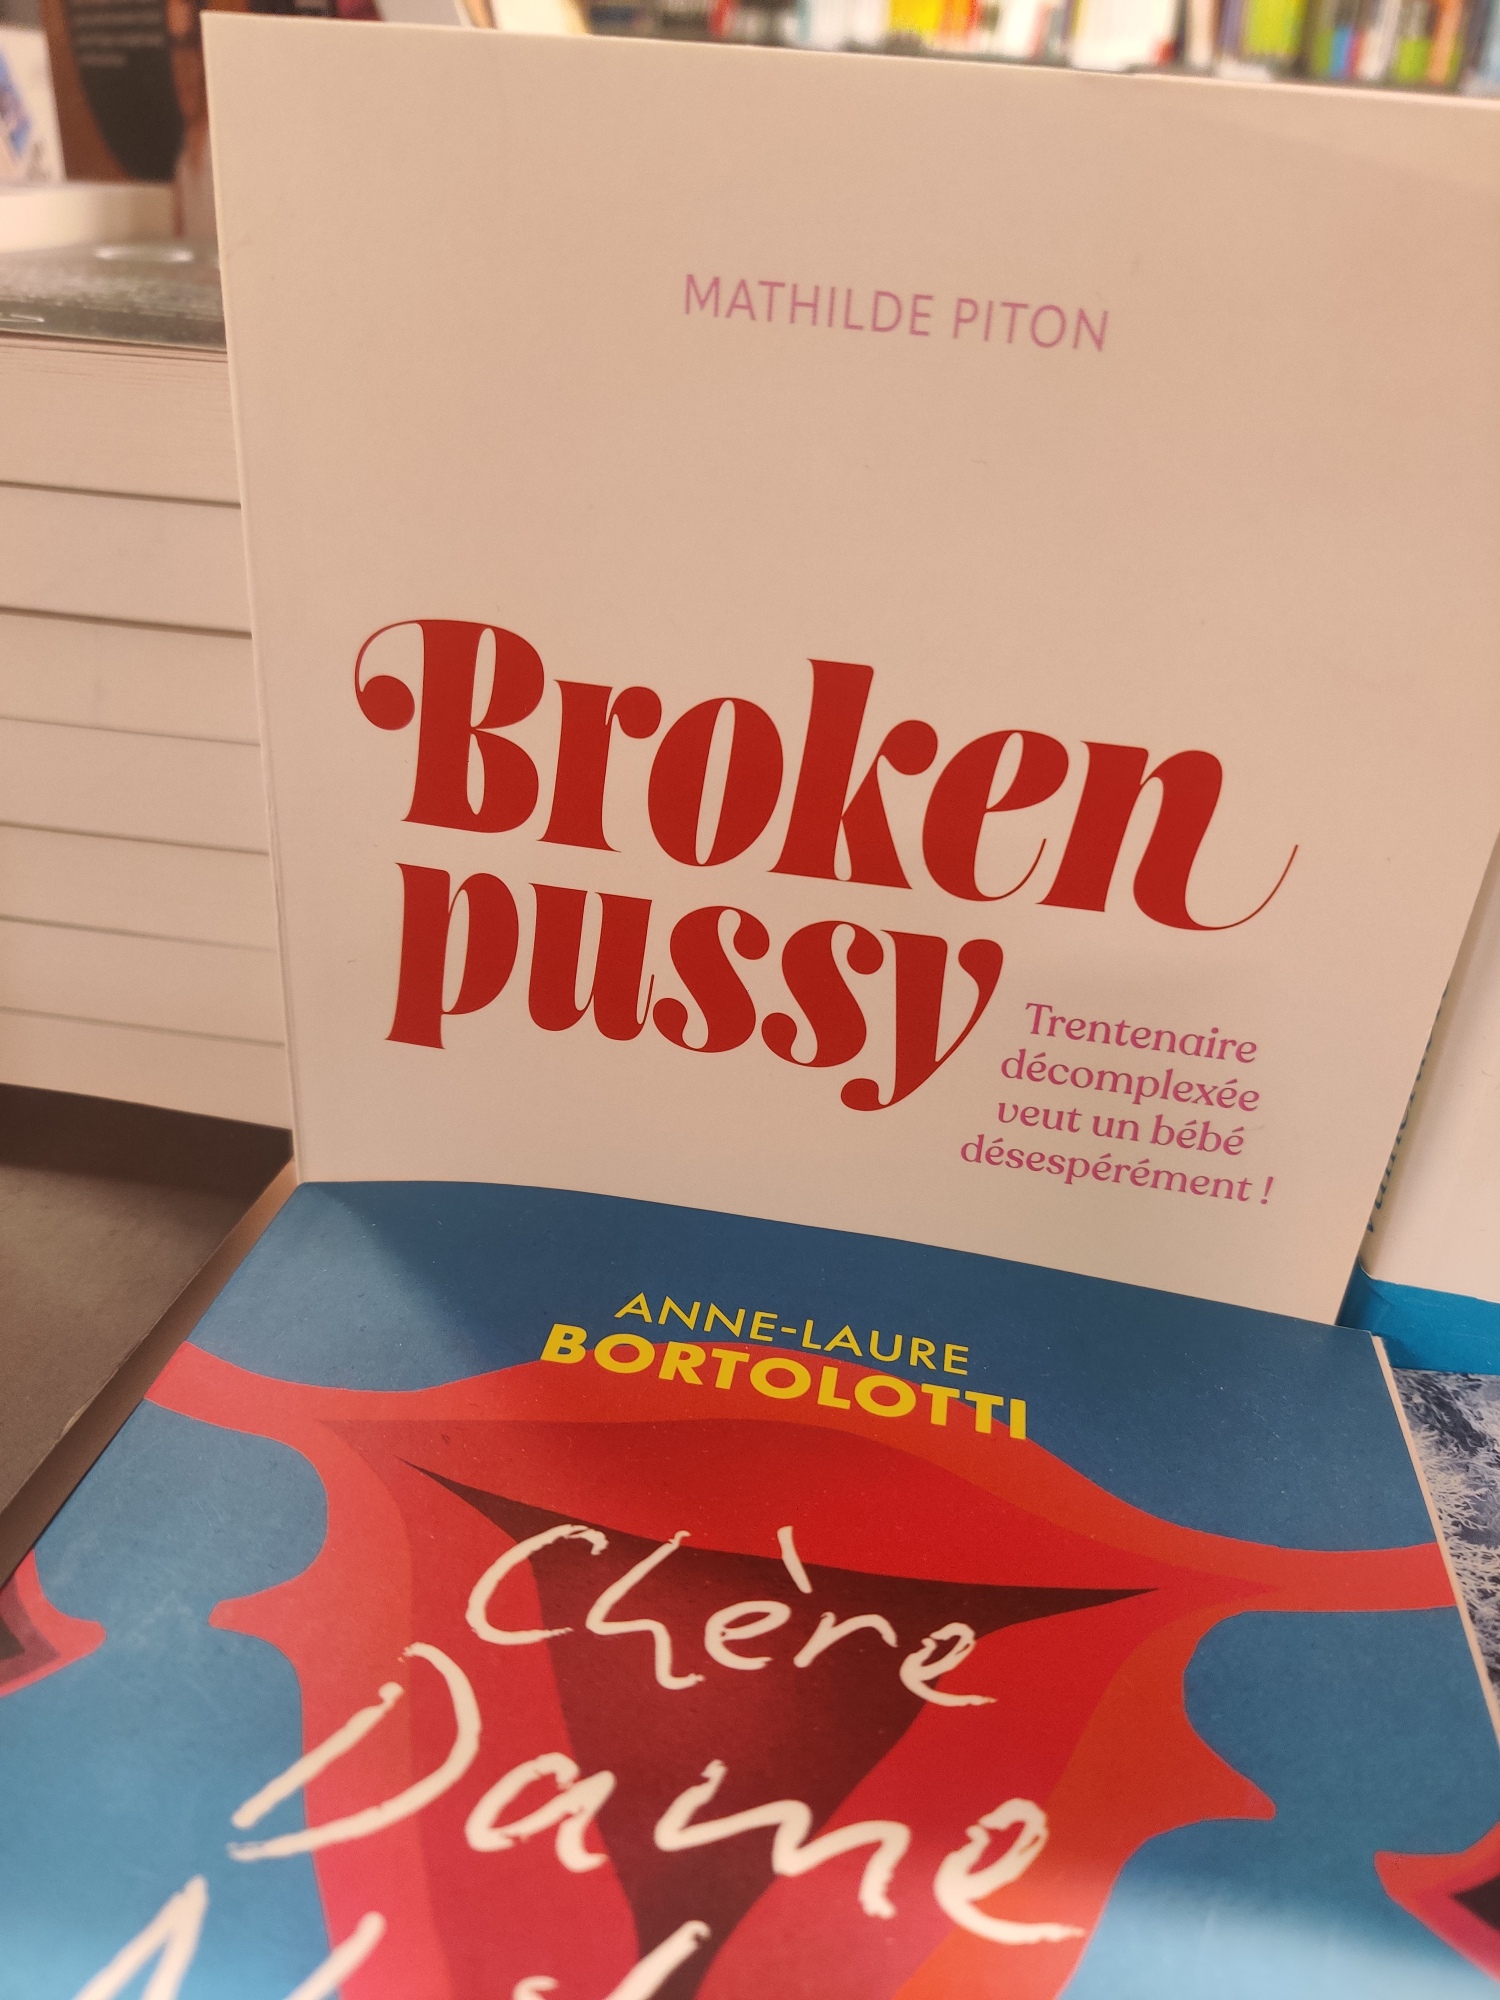 MATHILDE PITON
Broken
pussy
Trentenaire
décomplexée
veut un bébé
désespérément !
ANNE-LAURE
BORTOLOTTI
Chère
Dame